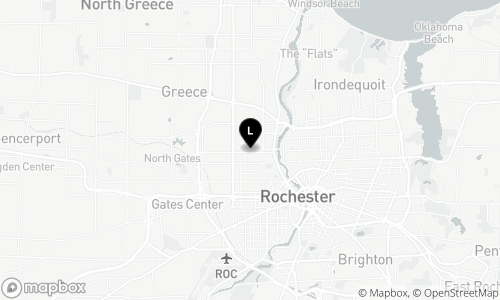 North Greece
Windsor Beach
Oklahoma
Beach
The "Flats"
Irondequoit
Greece
L
encerport
North Gates
gden Center
Rochester
Gates Center
Brighton
Pen
ROC
East Roc
mapbox
© Mapbox, © OpenStreetMap